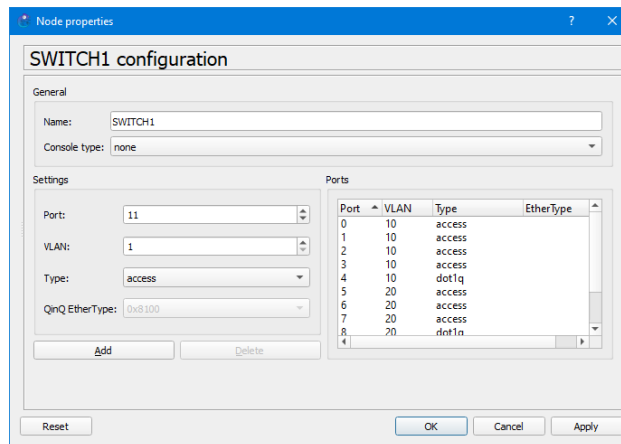 Node properties ?
SWITCH1 configuration
General
Name: SWITCH1
Console type: none
Settings
Port: 11
VLAN: 1
Type: access
QinQ EtherType: 0x8100
Add Delete
Ports
Port VLAN Type EtherType
0 10 access
1 10 access
2 10 access
3 10 access
4 10 dot1q
5 20 access
6 20 access
7 20 access
8 20 dot1q
Reset OK Cancel Apply